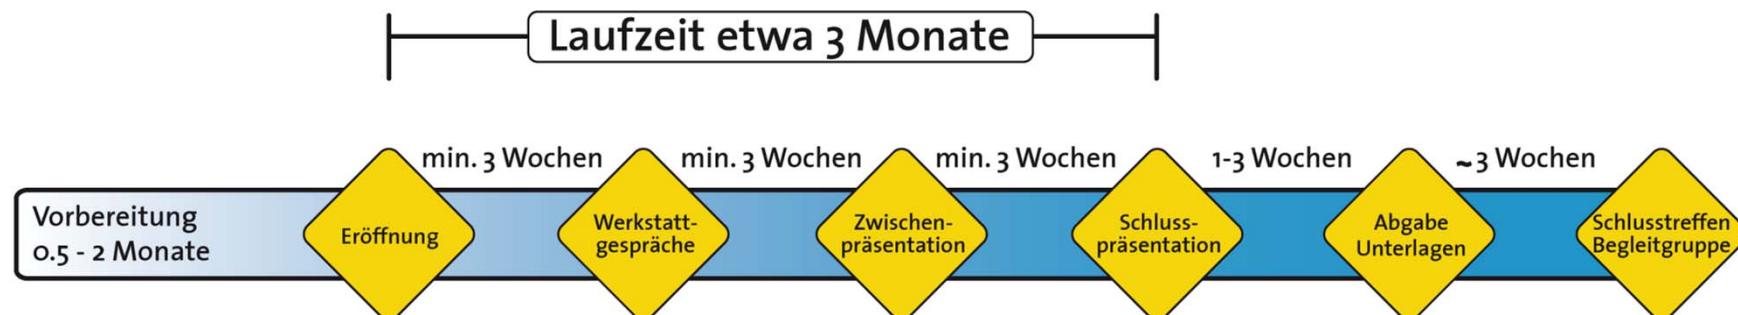 Laufzeit etwa 3 Monate
min. 3 Wochen
min. 3 Wochen
min. 3 Wochen
1-3 Wochen
~3 Wochen
Vorbereitung
0.5 - 2 Monate
Eröffnung
Werkstatt-
gespräche
Zwischen-
präsentation
Schluss-
präsentation
Abgabe
Unterlagen
Schlusstreffen
Begleitgruppe